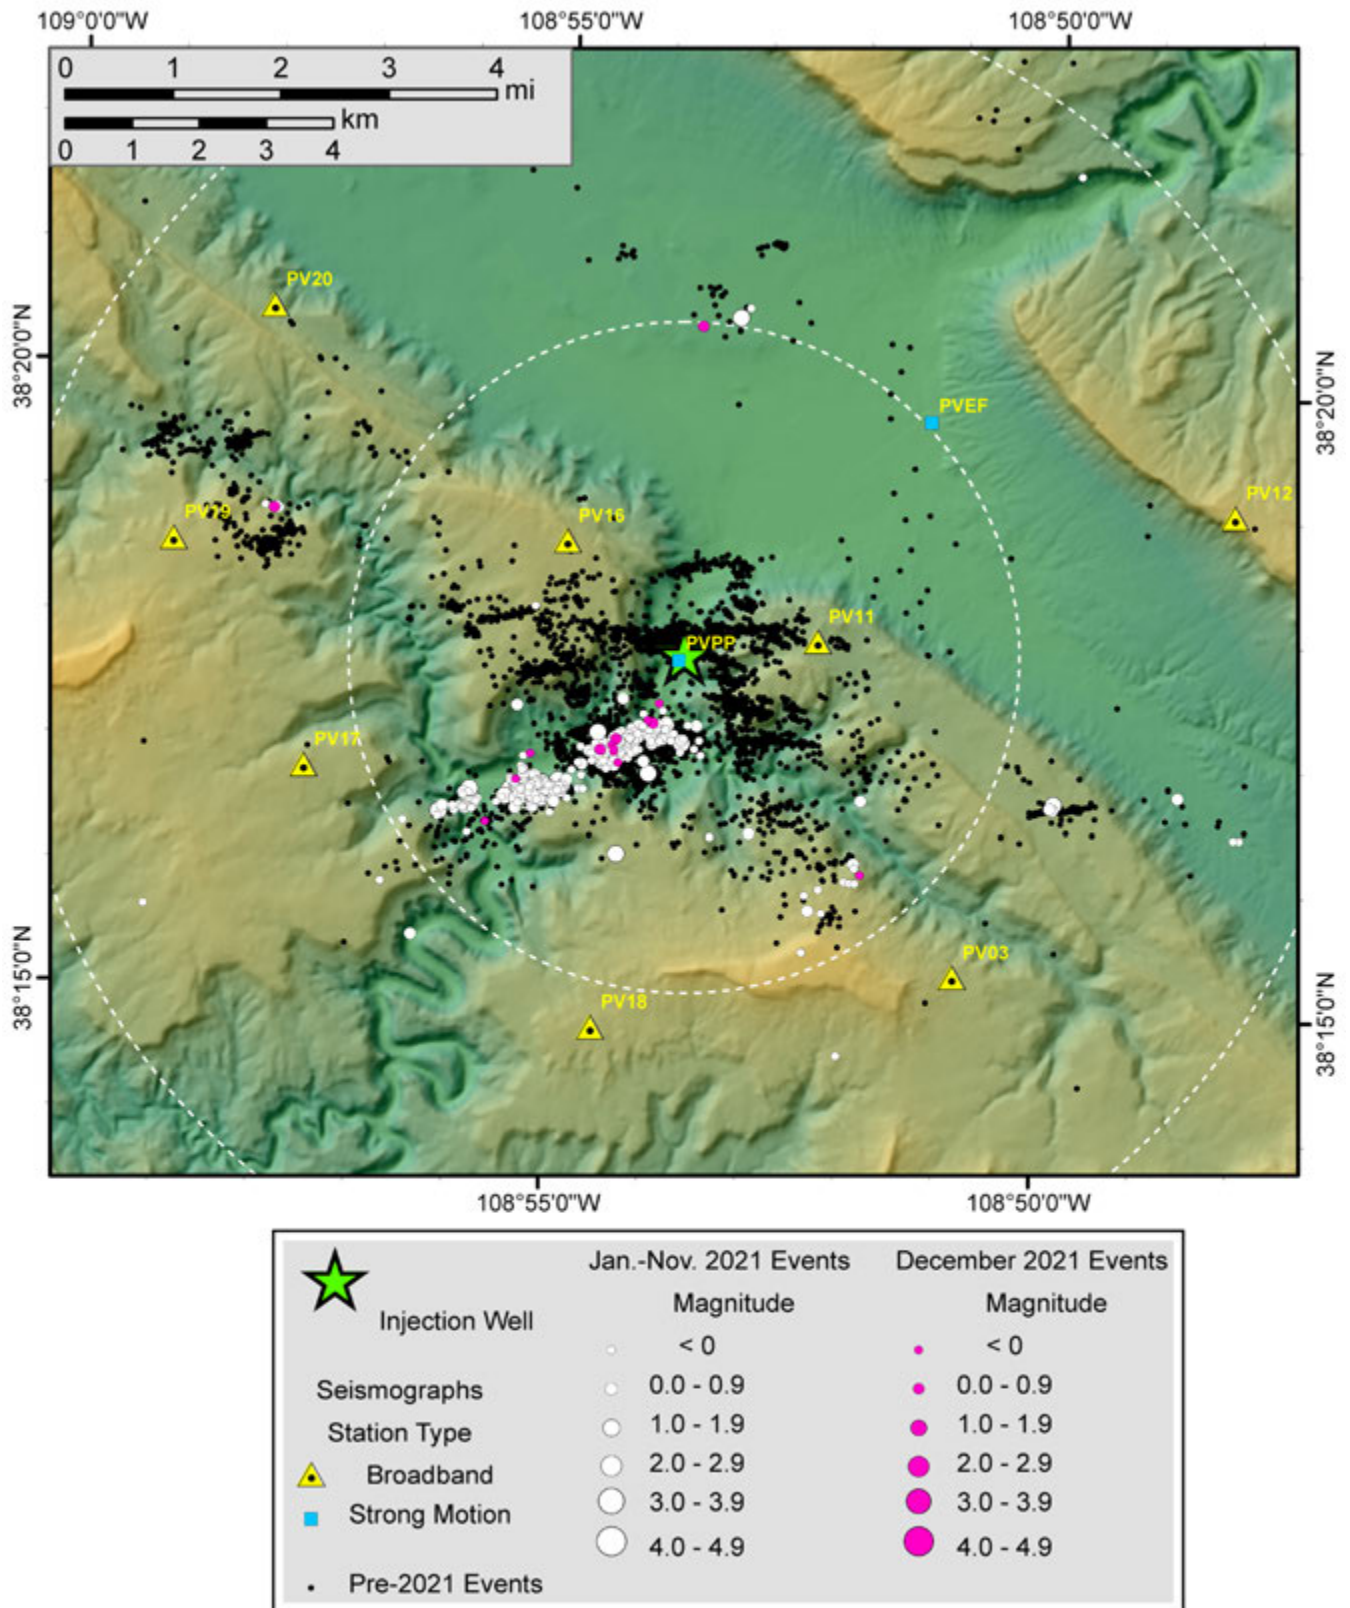 109°0'0"W 108°55'0"W 108°50'0"W
0 1 2 3 4
mi
km
0 1 2 3 4
PV20
38°20'0"N
38°20'0"N
PVEF
PV12
PV19
PV16
PV11
PVPP
PV17
PV03
38°15'0"N
PV18
38°15'0"N
108°55'0"W 108°50'0"W
Injection Well
Seismographs
Station Type
Broadband
Strong Motion
Pre-2021 Events
Jan.-Nov. 2021 Events
Magnitude
< 0
0.0 - 0.9
1.0 - 1.9
2.0 - 2.9
3.0 - 3.9
4.0 - 4.9
December 2021 Events
Magnitude
< 0
0.0 - 0.9
1.0 - 1.9
2.0 - 2.9
3.0 - 3.9
4.0 - 4.9